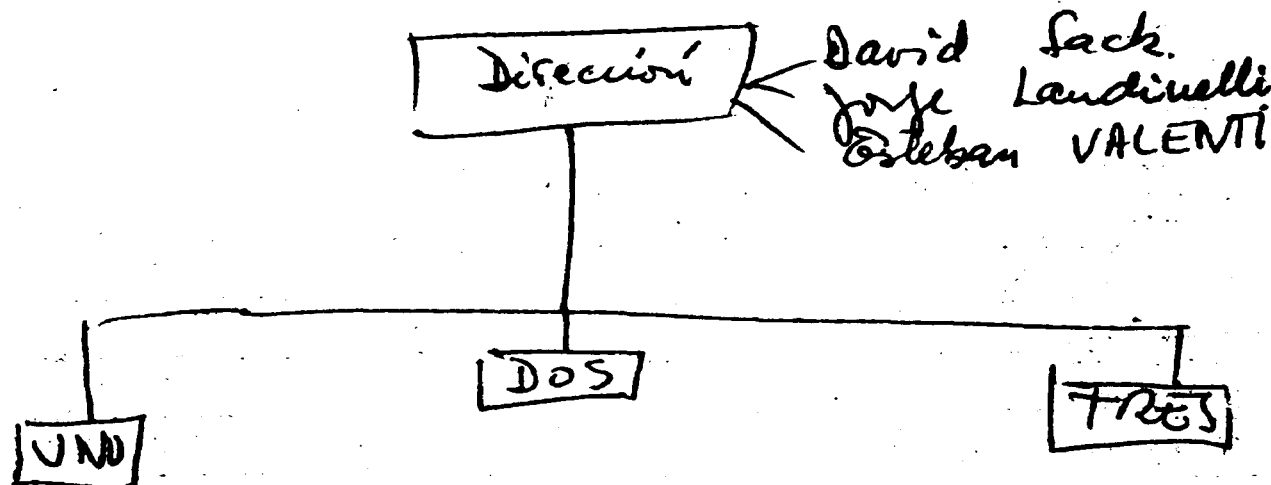 Dirección
David Sack.
Jorge Landinelli
Esteban VALENTI
DOS
UNO
TRES